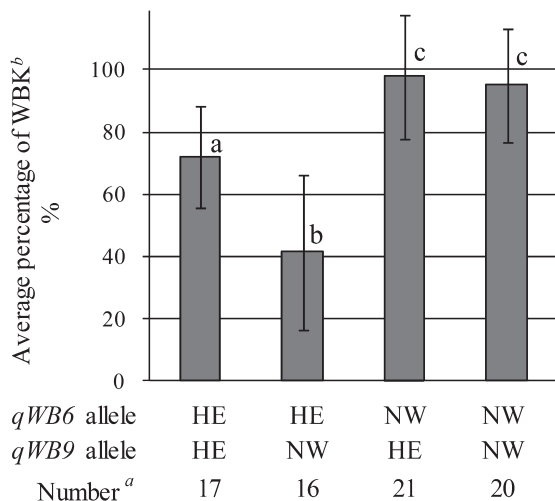 Average percentage of WBKᵇ
%
100
80
60
40
20
0
a
b
c
c
qWB6 allele HE HE NW NW
qWB9 allele HE NW HE NW
Number ᵃ 17 16 21 20